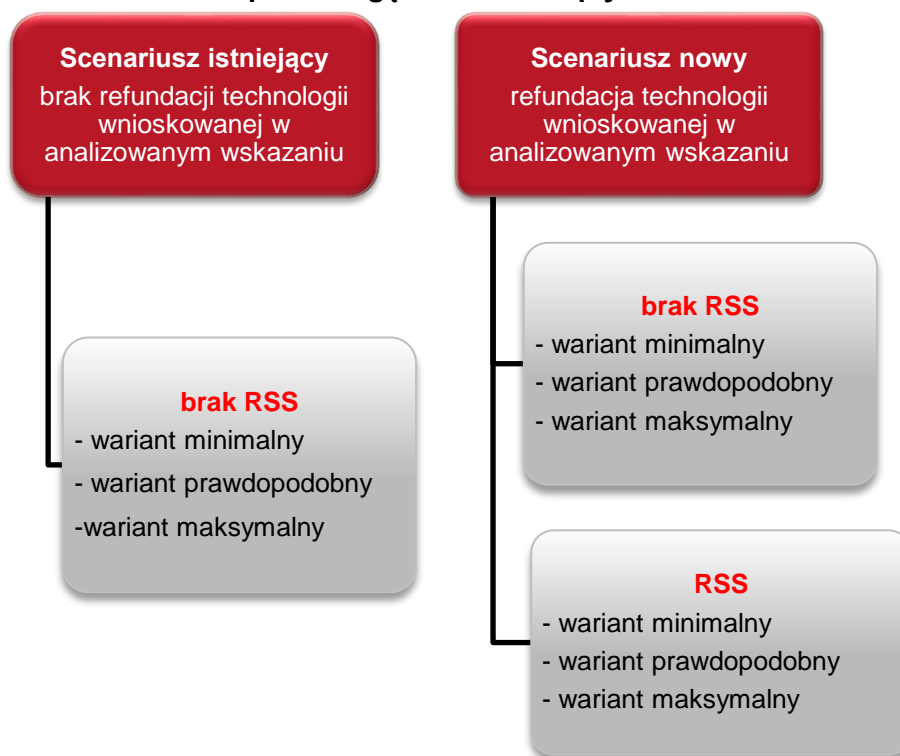 Scenariusz istniejący
brak refundacji technologii
wnioskowanej w
analizowanym wskazaniu
Scenariusz nowy
refundacja technologii
wnioskowanej w
analizowanym wskazaniu
brak RSS
- wariant minimalny
- wariant prawdopodobny
-wariant maksymalny
brak RSS
- wariant minimalny
- wariant prawdopodobny
- wariant maksymalny
RSS
- wariant minimalny
- wariant prawdopodobny
- wariant maksymalny